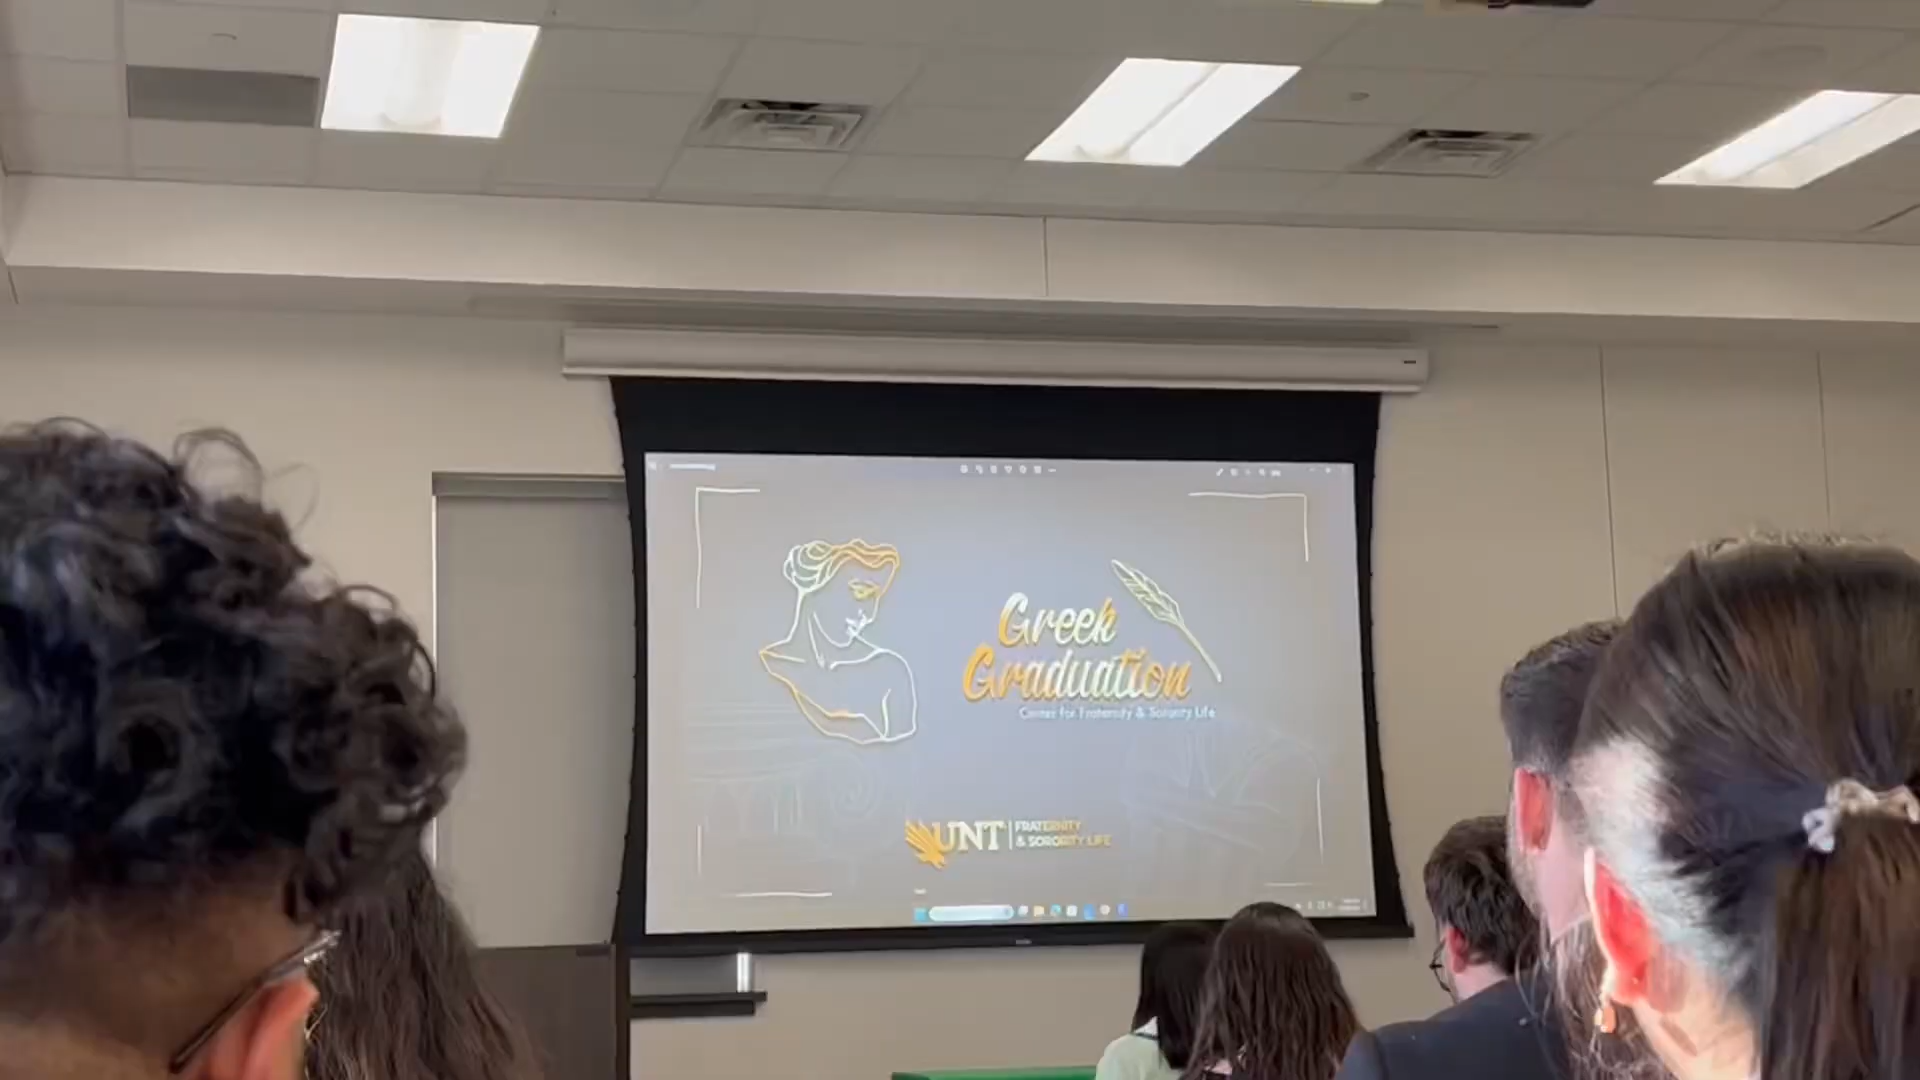 Greek
Graduation
Center for Fraternity & Sorority Life
UNT
FRATERNITY
& SORORITY LIFE